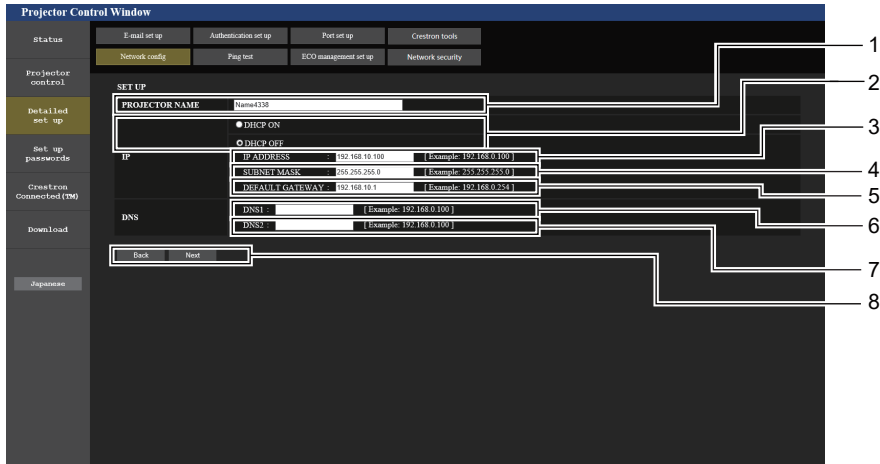 Projector Control Window
Status
Projector
control
Detailed
set up
Set up
passwords
Crestron
Connected(TM)
Download
Japanese
E-mail set up Authentication set up Port set up Crestron tools
Network config Ping test ECO management set up Network security
SET UP
PROJECTOR NAME Name4338
IP
DHCP ON
DHCP OFF
IP ADDRESS : 192.168.10.100 [ Example: 192.168.0.100 ]
SUBNET MASK : 255.255.255.0 [ Example: 255.255.255.0 ]
DEFAULT GATEWAY : 192.168.10.1 [ Example: 192.168.0.254 ]
DNS
DNS1 : [ Example: 192.168.0.100 ]
DNS2 : [ Example: 192.168.0.100 ]
Back Next
1
2
3
4
5
6
7
8